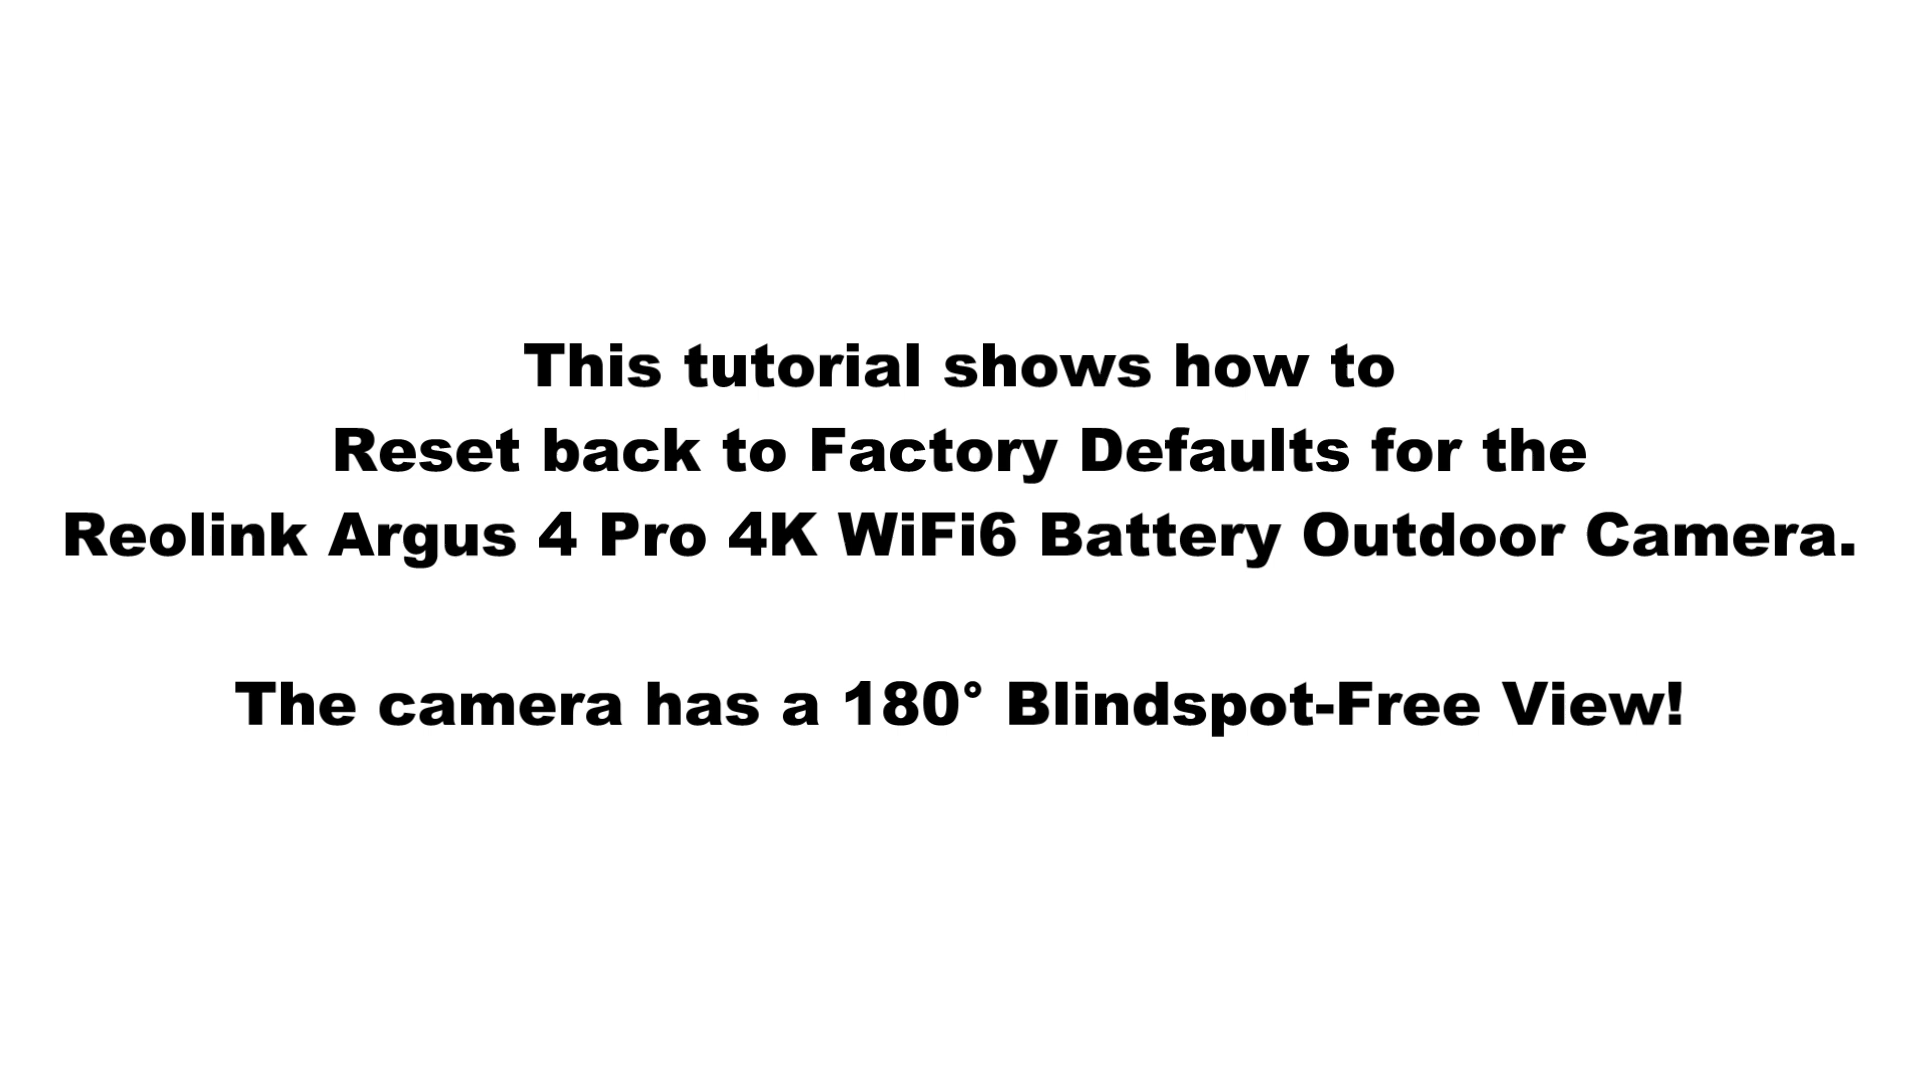 This tutorial shows how to
Reset back to Factory Defaults for the
Reolink Argus 4 Pro 4K WiFi6 Battery Outdoor Camera.
The camera has a 180° Blindspot-Free View!